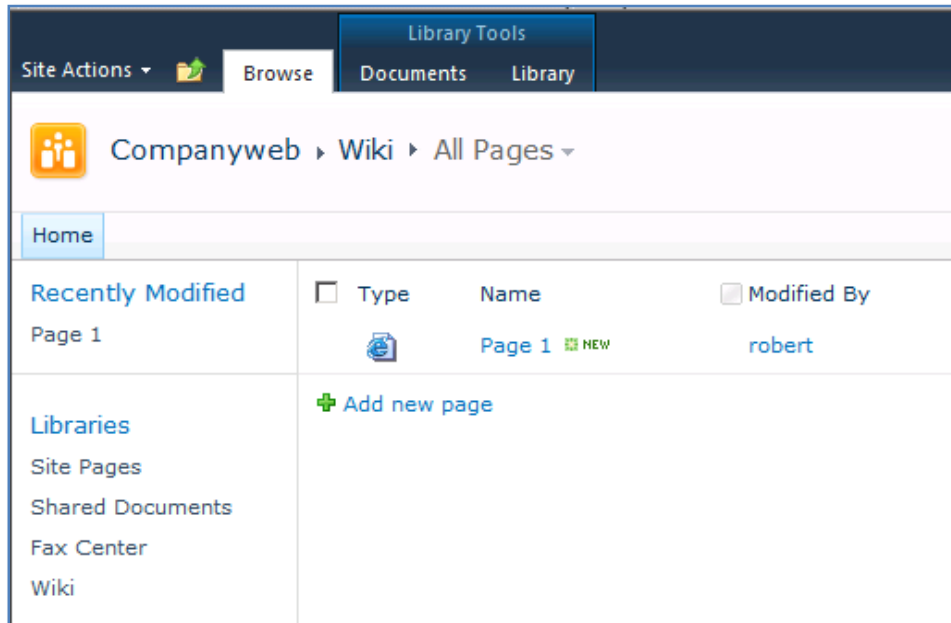 Library Tools
Site Actions Browse Documents Library
Companyweb Wiki All Pages
Home
Recently Modified
Page 1
Libraries
Site Pages
Shared Documents
Fax Center
Wiki
Type Name Modified By
Page 1 NEW robert
Add new page